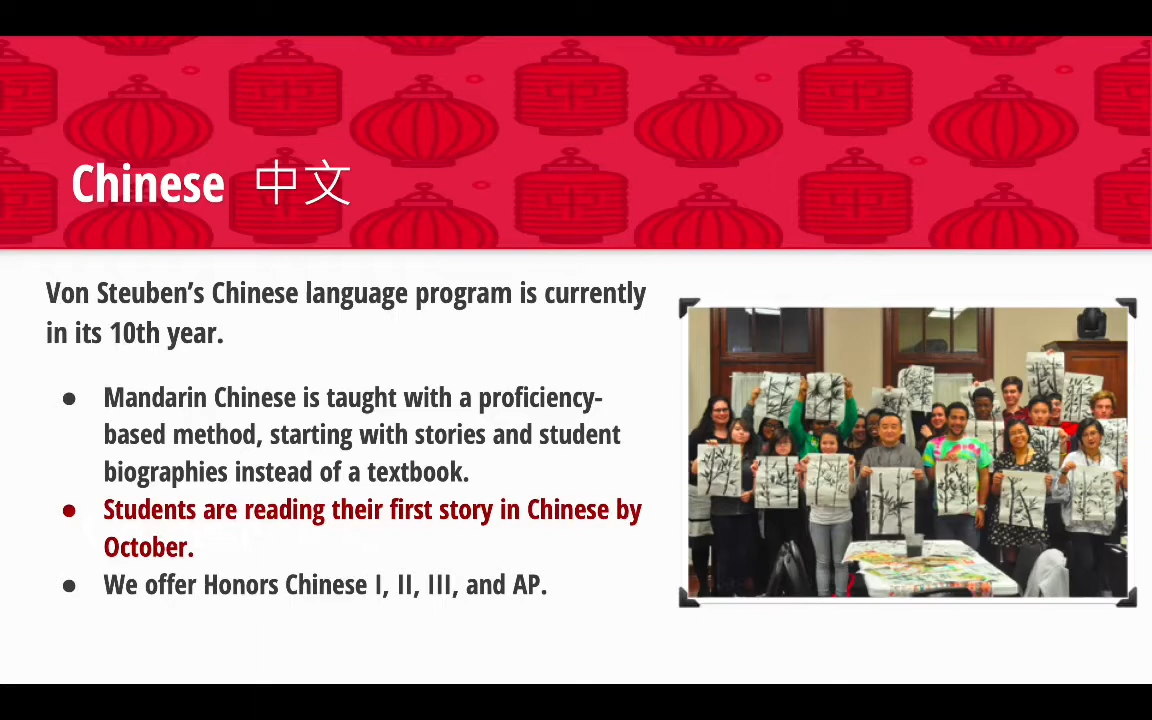 Chinese 中文
Von Steuben’s Chinese language program is currently
in its 10th year.
● Mandarin Chinese is taught with a proficiency-
based method, starting with stories and student
biographies instead of a textbook.
● Students are reading their first story in Chinese by
October.
● We offer Honors Chinese I, II, III, and AP.